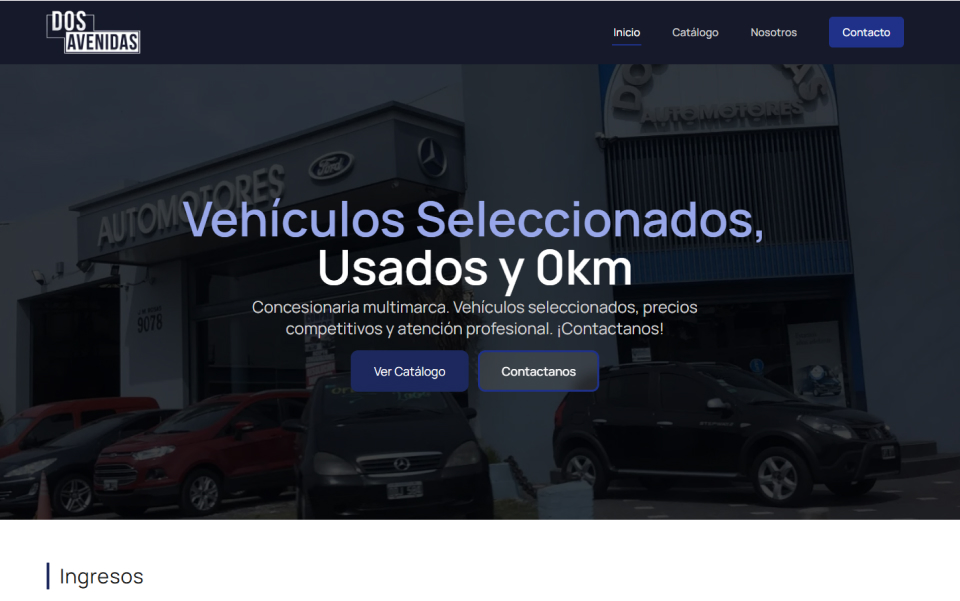 DOS
AVENIDAS
Inicio
Catálogo
Nosotros
Contacto
AUTOMOTORES
Ford
AUTOMOTORES
Vehículos Seleccionados,
Usados y 0km
Concesionaria multimarca. Vehículos seleccionados, precios
competitivos y atención profesional. ¡Contactanos!
9078
Ver Catálogo
Contactanos
Ingresos